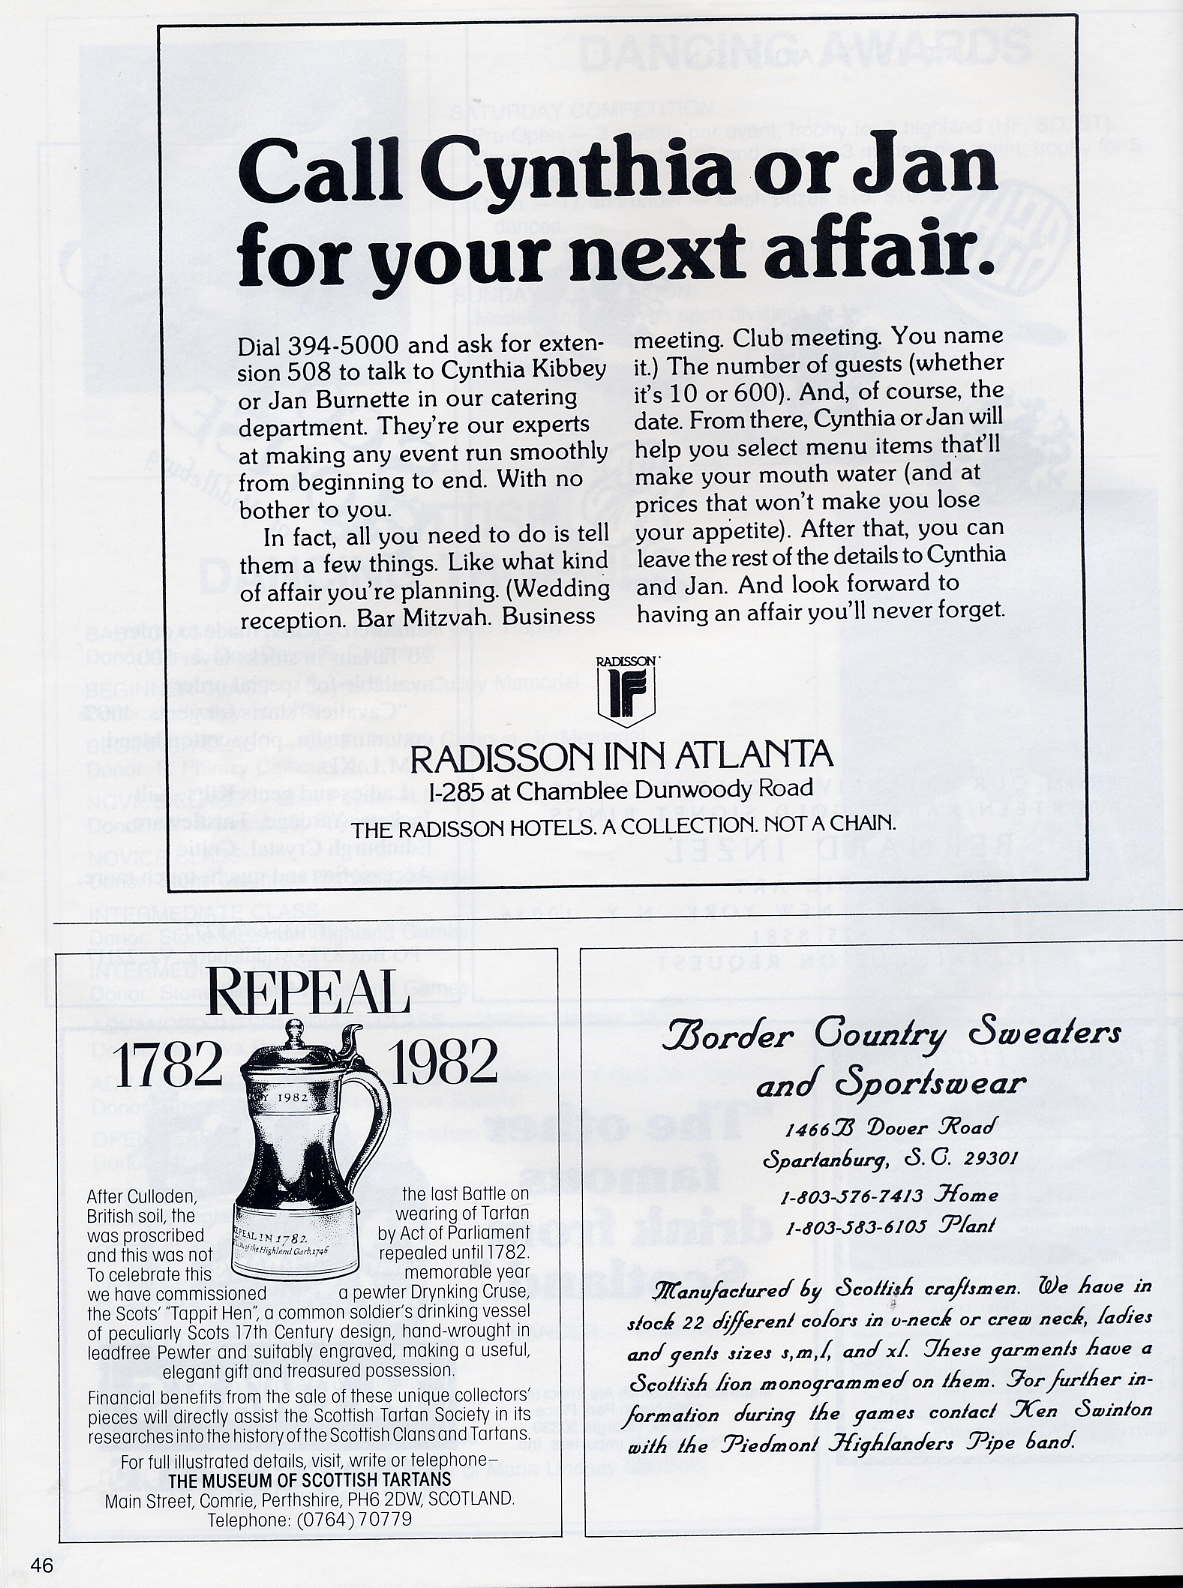 Call Cynthia or Jan
for your next affair.
Dial 394-5000 and ask for exten-
sion 508 to talk to Cynthia Kibbey
or Jan Burnette in our catering
department. They're our experts
at making any event run smoothly
from beginning to end. With no
bother to you.
In fact, all you need to do is tell
them a few things. Like what kind
of affair you're planning. (Wedding
reception. Bar Mitzvah. Business
meeting. Club meeting. You name
it.) The number of guests (whether
it's 10 or 600). And, of course, the
date. From there, Cynthia or Jan will
help you select menu items that'll
make your mouth water (and at
prices that won't make you lose
your appetite). After that, you can
leave the rest of the details to Cynthia
and Jan. And look forward to
having an affair you'll never forget.
RADISSON
RADISSON INN ATLANTA
I-285 at Chamblee Dunwoody Road
THE RADISSON HOTELS. A COLLECTION. NOT A CHAIN.
REPEAL
1782 1982
1982
REPEAL IN 1782.
of the Highland Garb, 1746
After Culloden, the last Battle on
British soil, the wearing of Tartan
was proscribed by Act of Parliament
and this was not repealed until 1782.
To celebrate this memorable year
we have commissioned a pewter Drynking Cruse,
the Scots' "Tappit Hen", a common soldier's drinking vessel
of peculiarly Scots 17th Century design, hand-wrought in
leadfree Pewter and suitably engraved, making a useful,
elegant gift and treasured possession.
Financial benefits from the sale of these unique collectors'
pieces will directly assist the Scottish Tartan Society in its
researches into the history of the Scottish Clans and Tartans.
For full illustrated details, visit, write or telephone–
THE MUSEUM OF SCOTTISH TARTANS
Main Street, Comrie, Perthshire, PH6 2DW, SCOTLAND.
Telephone: (0764) 70779
Border Country Sweaters
and Sportswear
1466B Dover Road
Spartanburg, S. C. 29301
1-803-576-7413 Home
1-803-583-6105 Plant
Manufactured by Scottish craftsmen. We have in
stock 22 different colors in v-neck or crew neck, ladies
and gents sizes s,m,l, and xl. These garments have a
Scottish lion monogrammed on them. For further in-
formation during the games contact Ken Swinton
with the Piedmont Highlanders Pipe band.
46